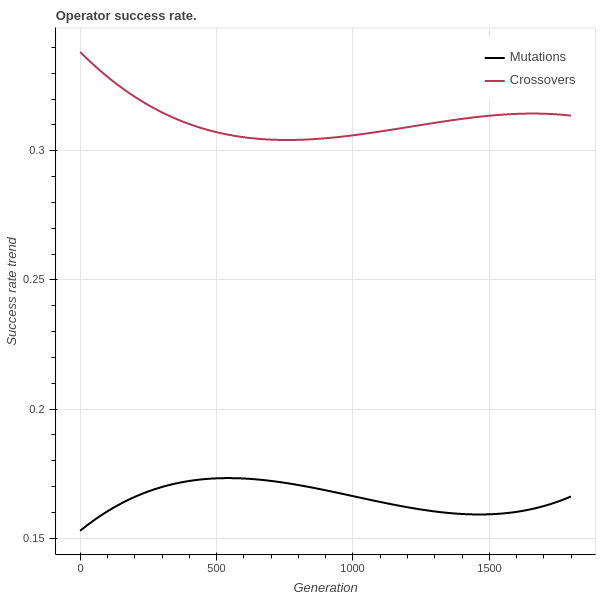 Operator success rate.
Mutations
Crossovers
0.3
0.25
0.2
0.15
Success rate trend
0 500 1000 1500
Generation